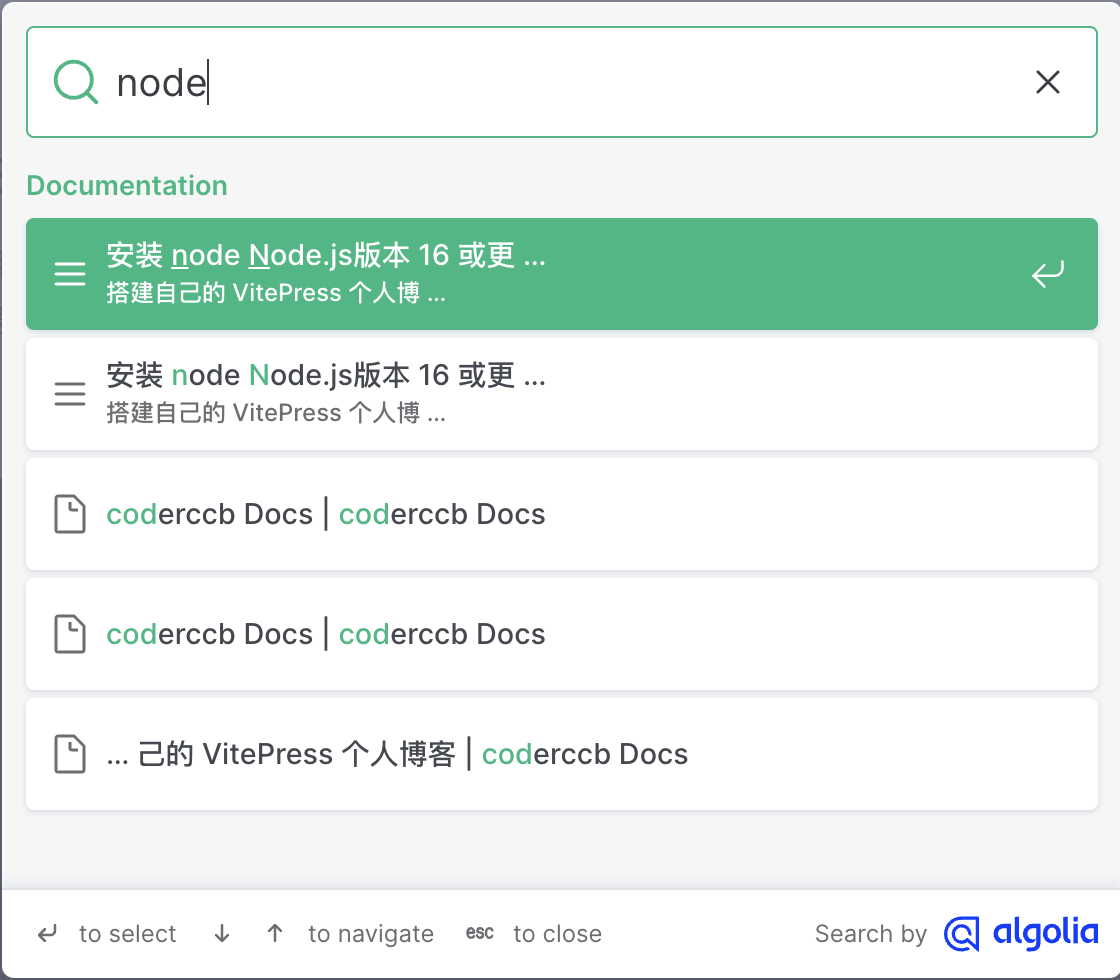 node
Documentation
安装 node Node.js版本 16 或更 ...
搭建自己的 VitePress 个人博 ...
安装 node Node.js版本 16 或更 ...
搭建自己的 VitePress 个人博 ...
coderccb Docs | coderccb Docs
coderccb Docs | coderccb Docs
... 己的 VitePress 个人博客 | coderccb Docs
to select to navigate esc to close Search by algolia